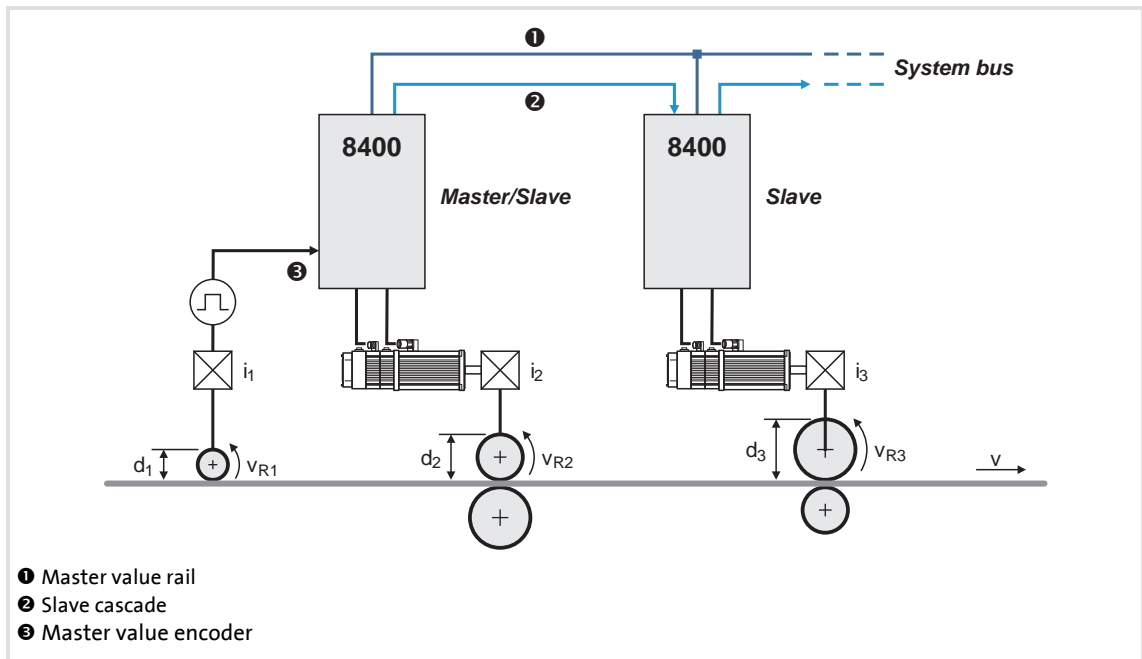 ❶
System bus
❷
8400
8400
Master/Slave
Slave
❸
i1
i2
i3
d1
vR1
d2
vR2
d3
vR3
v
❶ Master value rail
❷ Slave cascade
❸ Master value encoder